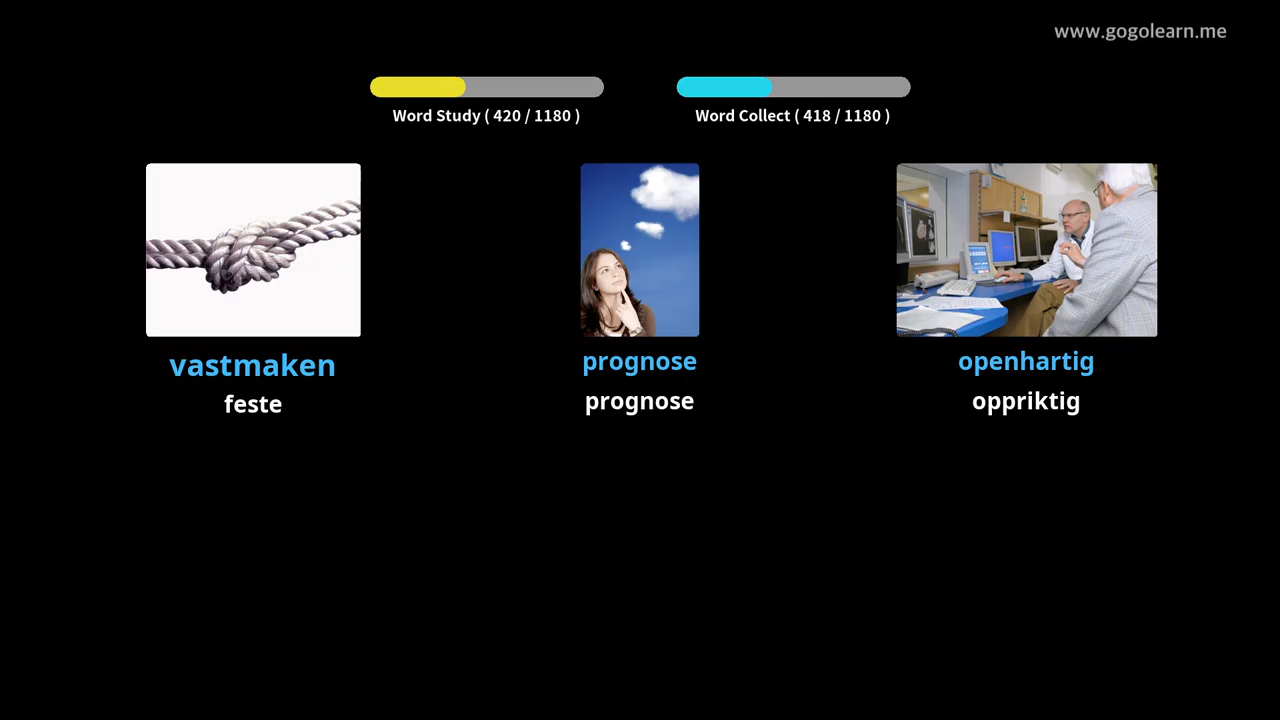 www.gogolearn.me
Word Study ( 420 / 1180 )
Word Collect ( 418 / 1180 )
vastmaken
feste
prognose
prognose
openhartig
oppriktig